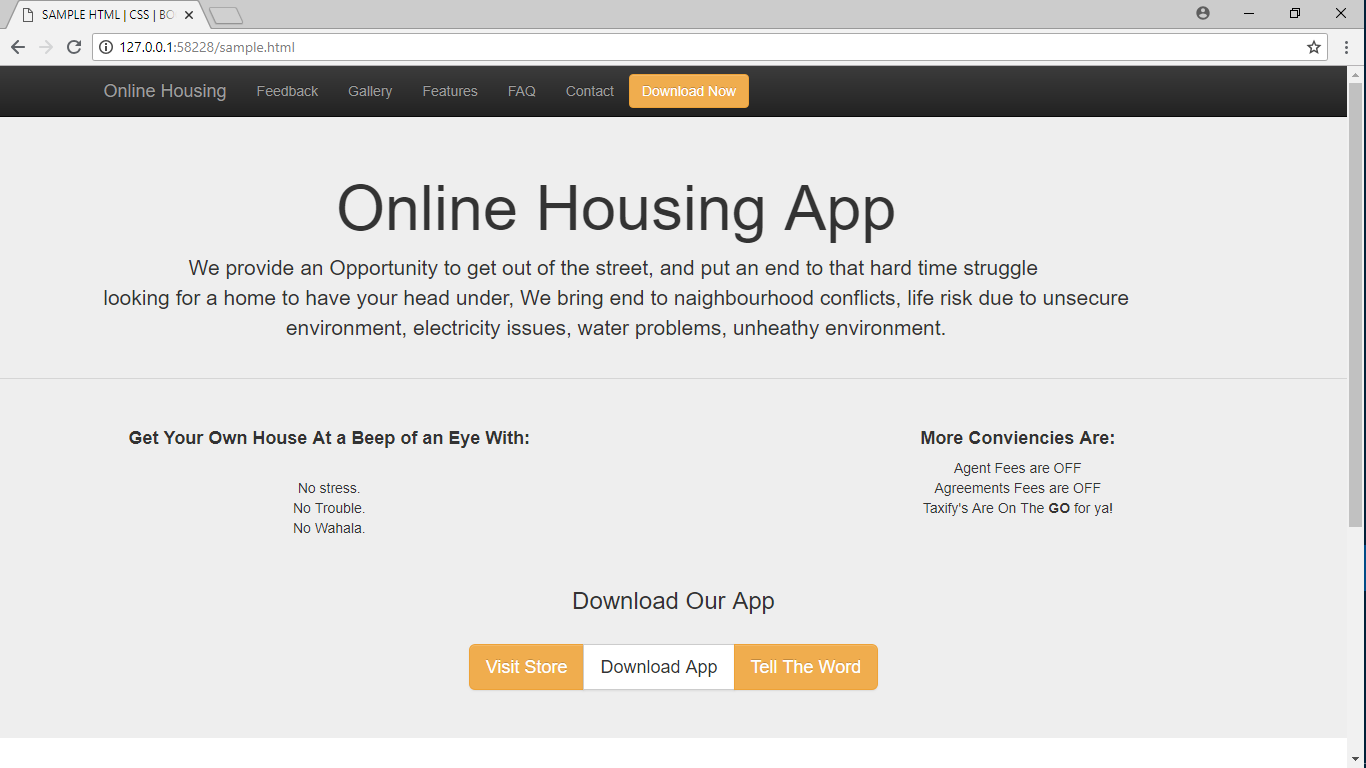 SAMPLE HTML | CSS | BO
127.0.0.1:58228/sample.html
Online Housing Feedback Gallery Features FAQ Contact Download Now
Online Housing App
We provide an Opportunity to get out of the street, and put an end to that hard time struggle
looking for a home to have your head under, We bring end to naighbourhood conflicts, life risk due to unsecure
environment, electricity issues, water problems, unheathy environment.
Get Your Own House At a Beep of an Eye With:
No stress.
No Trouble.
No Wahala.
More Conviencies Are:
Agent Fees are OFF
Agreements Fees are OFF
Taxify's Are On The GO for ya!
Download Our App
Visit Store Download App Tell The Word